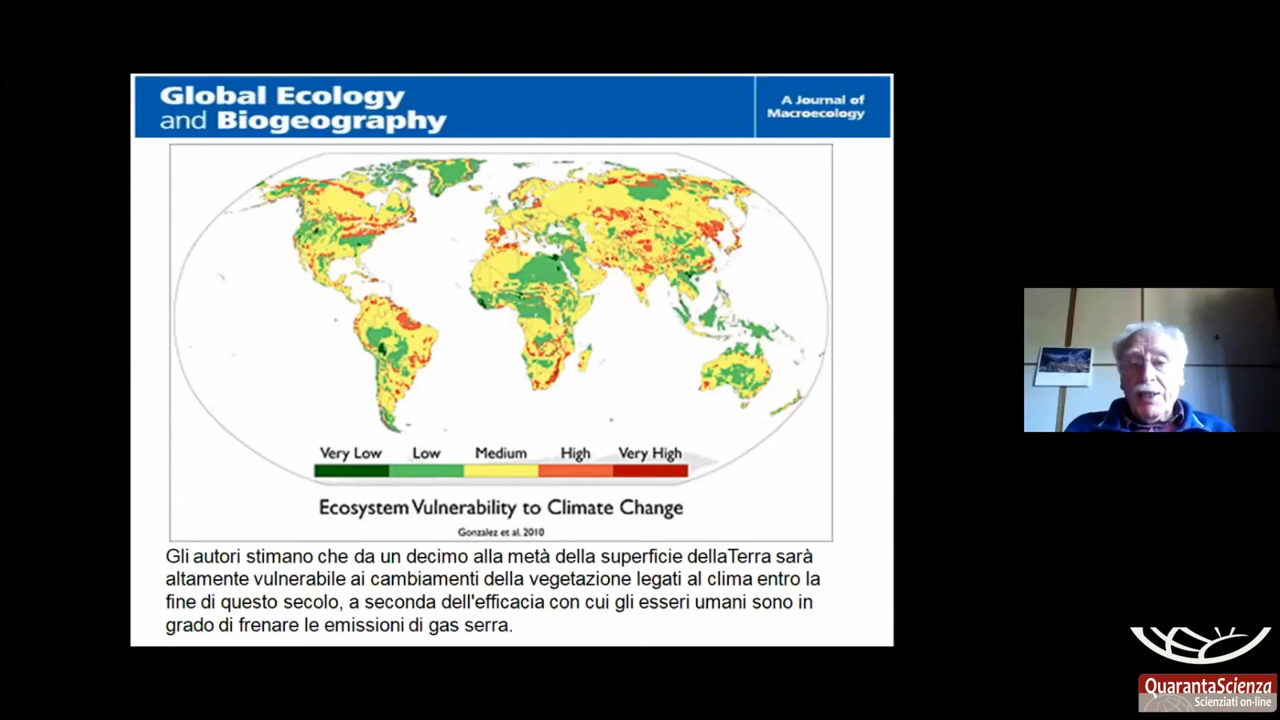 Global Ecology
and Biogeography
A Journal of
Macroecology
Very Low Low Medium High Very High
Ecosystem Vulnerability to Climate Change
Gonzalez et al. 2010
Gli autori stimano che da un decimo alla metà della superficie dellaTerra sarà
altamente vulnerabile ai cambiamenti della vegetazione legati al clima entro la
fine di questo secolo, a seconda dell'efficacia con cui gli esseri umani sono in
grado di frenare le emissioni di gas serra.
QuarantaScienza
Scienziati on-line